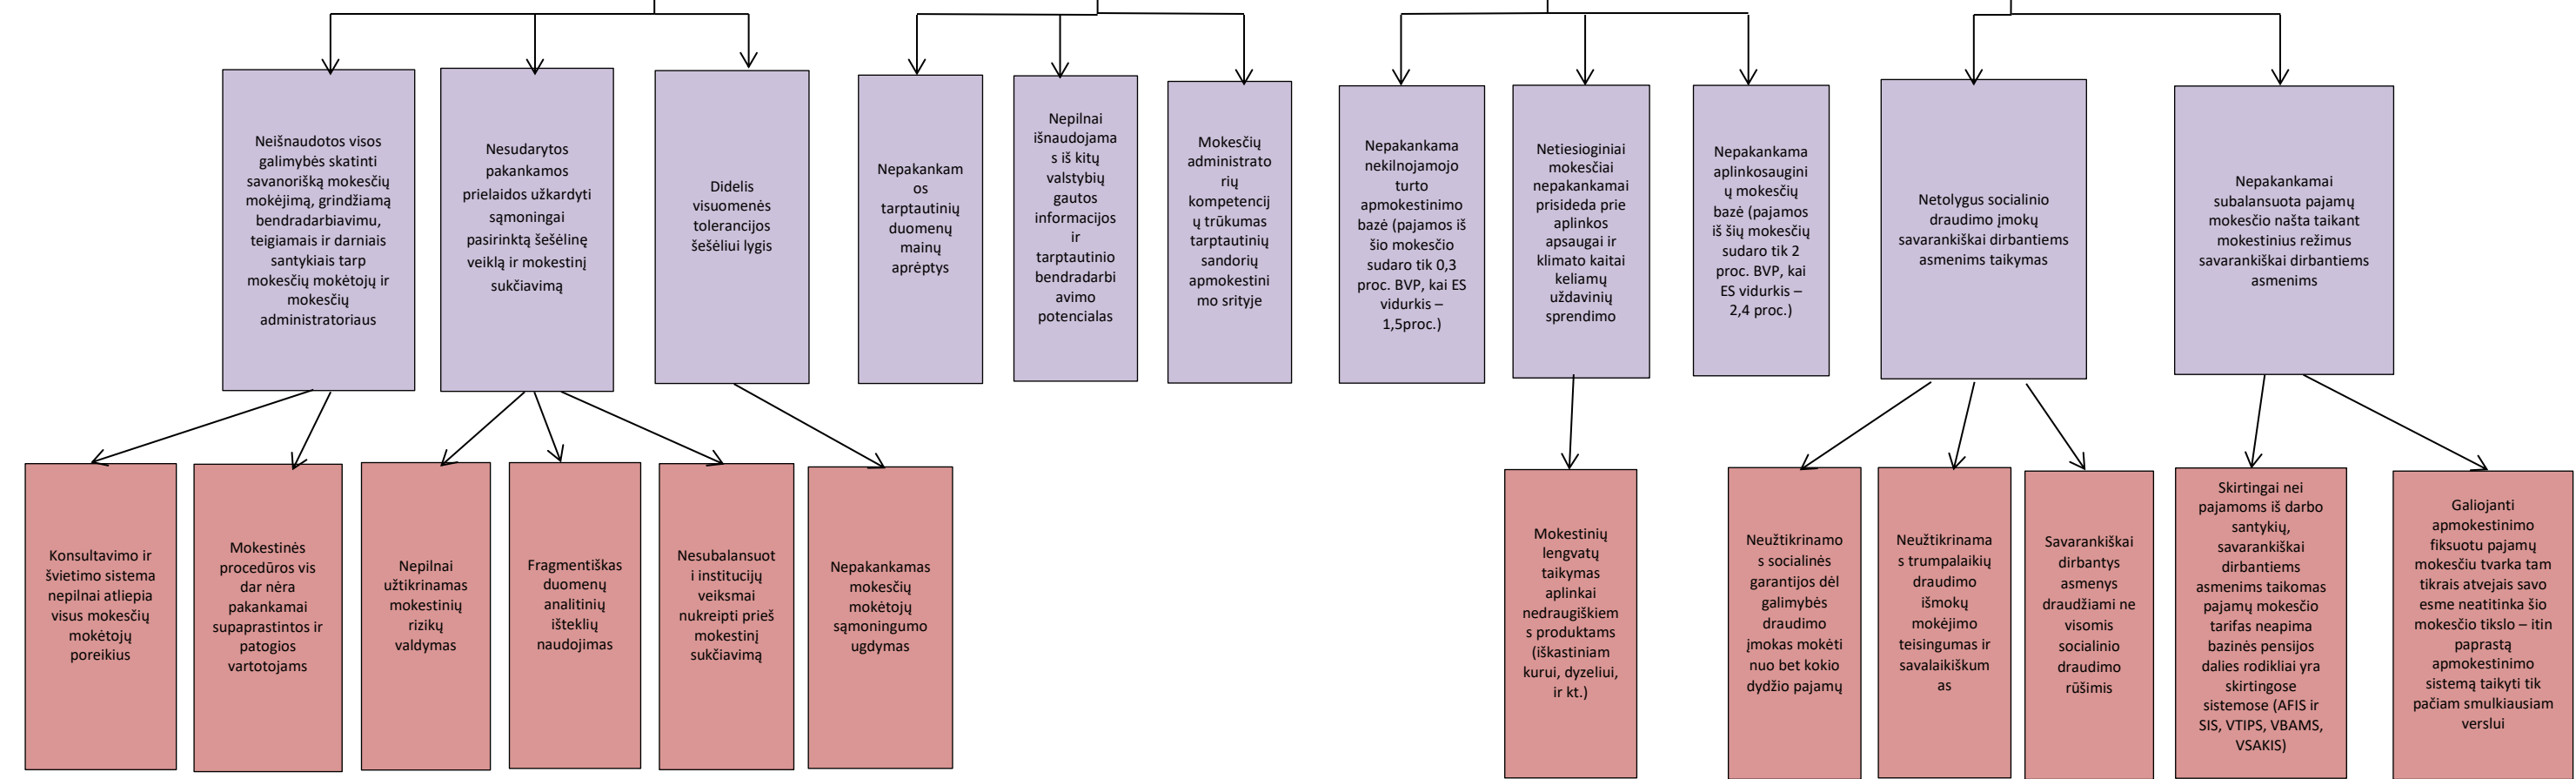 Neišnaudotos visos
galimybės skatinti
savanorišką mokesčių
mokėjimą, grindžiamą
bendradarbiavimu,
teigiamais ir darniais
santykiais tarp
mokesčių mokėtojų ir
mokesčių
administratoriaus
Nesudarytos
pakankamos
prielaidos užkardyti
sąmoningai
pasirinktą šešėlinę
veiklą ir mokestinį
sukčiavimą
Didelis
visuomenės
tolerancijos
šešėliui lygis
Nepakankam
os
tarptautinių
duomenų
mainų
aprėptys
Nepilnai
išnaudojama
s iš kitų
valstybių
gautos
informacijos
ir
tarptautinio
bendradarbi
avimo
potencialas
Mokesčių
administrato
rių
kompetencij
ų trūkumas
tarptautinių
sandorių
apmokestini
mo srityje
Nepakankama
nekilnojamojo
turto
apmokestinimo
bazė (pajamos iš
šio mokesčio
sudaro tik 0,3
proc. BVP, kai ES
vidurkis –
1,5proc.)
Netiesioginiai
mokesčiai
nepakankamai
prisideda prie
aplinkos
apsaugai ir
klimato kaitai
keliamų
uždavinių
sprendimo
Nepakankama
aplinkosaugini
ų mokesčių
bazė (pajamos
iš šių mokesčių
sudaro tik 2
proc. BVP, kai
ES vidurkis –
2,4 proc.)
Netolygus socialinio
draudimo įmokų
savarankiškai dirbantiems
asmenims taikymas
Nepakankamai
subalansuota pajamų
mokesčio našta taikant
mokestinius režimus
savarankiškai dirbantiems
asmenims
Konsultavimo ir
švietimo sistema
nepilnai atliepia
visus mokesčių
mokėtojų
poreikius
Mokestinės
procedūros vis
dar nėra
pakankamai
supaprastintos ir
patogios
vartotojams
Nepilnai
užtikrinamas
mokestinių
rizikų
valdymas
Fragmentiškas
duomenų
analitinių
išteklių
naudojimas
Nesubalansuot
i institucijų
veiksmai
nukreipti prieš
mokestinį
sukčiavimą
Nepakankamas
mokesčių
mokėtojų
sąmoningumo
ugdymas
Mokestinių
lengvatų
taikymas
aplinkai
nedraugiškiem
s produktams
(iškastiniam
kurui, dyzeliui,
ir kt.)
Neužtikrinamo
s socialinės
garantijos dėl
galimybės
draudimo
įmokas mokėti
nuo bet kokio
dydžio pajamų
Neužtikrinama
s trumpalaikių
draudimo
išmokų
mokėjimo
teisingumas ir
savalaikiškum
as
Savarankiškai
dirbantys
asmenys
draudžiami ne
visomis
socialinio
draudimo
rūšimis
Skirtingai nei
pajamoms iš darbo
santykių,
savarankiškai
dirbantiems
asmenims taikomas
pajamų mokesčio
tarifas neapima
bazinės pensijos
dalies rodikliai yra
skirtingose
sistemose (AFIS ir
SIS, VTIPS, VBAMS,
VSAKIS)
Galiojanti
apmokestinimo
fiksuotu pajamų
mokesčiu tvarka tam
tikrais atvejais savo
esme neatitinka šio
mokesčio tikslo – itin
paprastą
apmokestinimo
sistemą taikyti tik
pačiam smulkiausiam
verslui